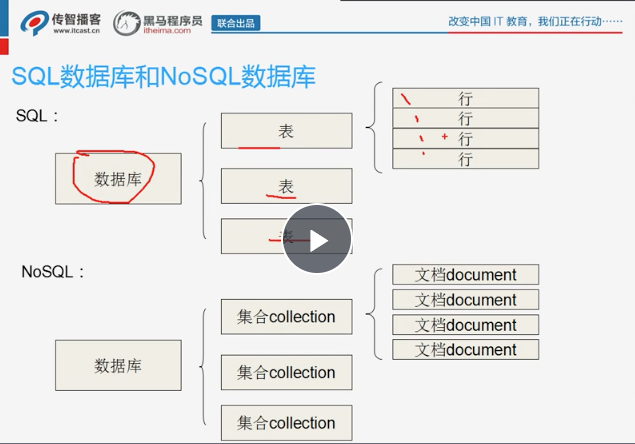 传智播客
www.itcast.cn
黑马程序员
itheima.com
联合出品
改变中国 IT 教育，我们正在行动……
SQL数据库和NoSQL数据库
SQL：
数据库
表
表
表
行
行
行
行
NoSQL：
数据库
集合collection
集合collection
集合collection
文档document
文档document
文档document
文档document